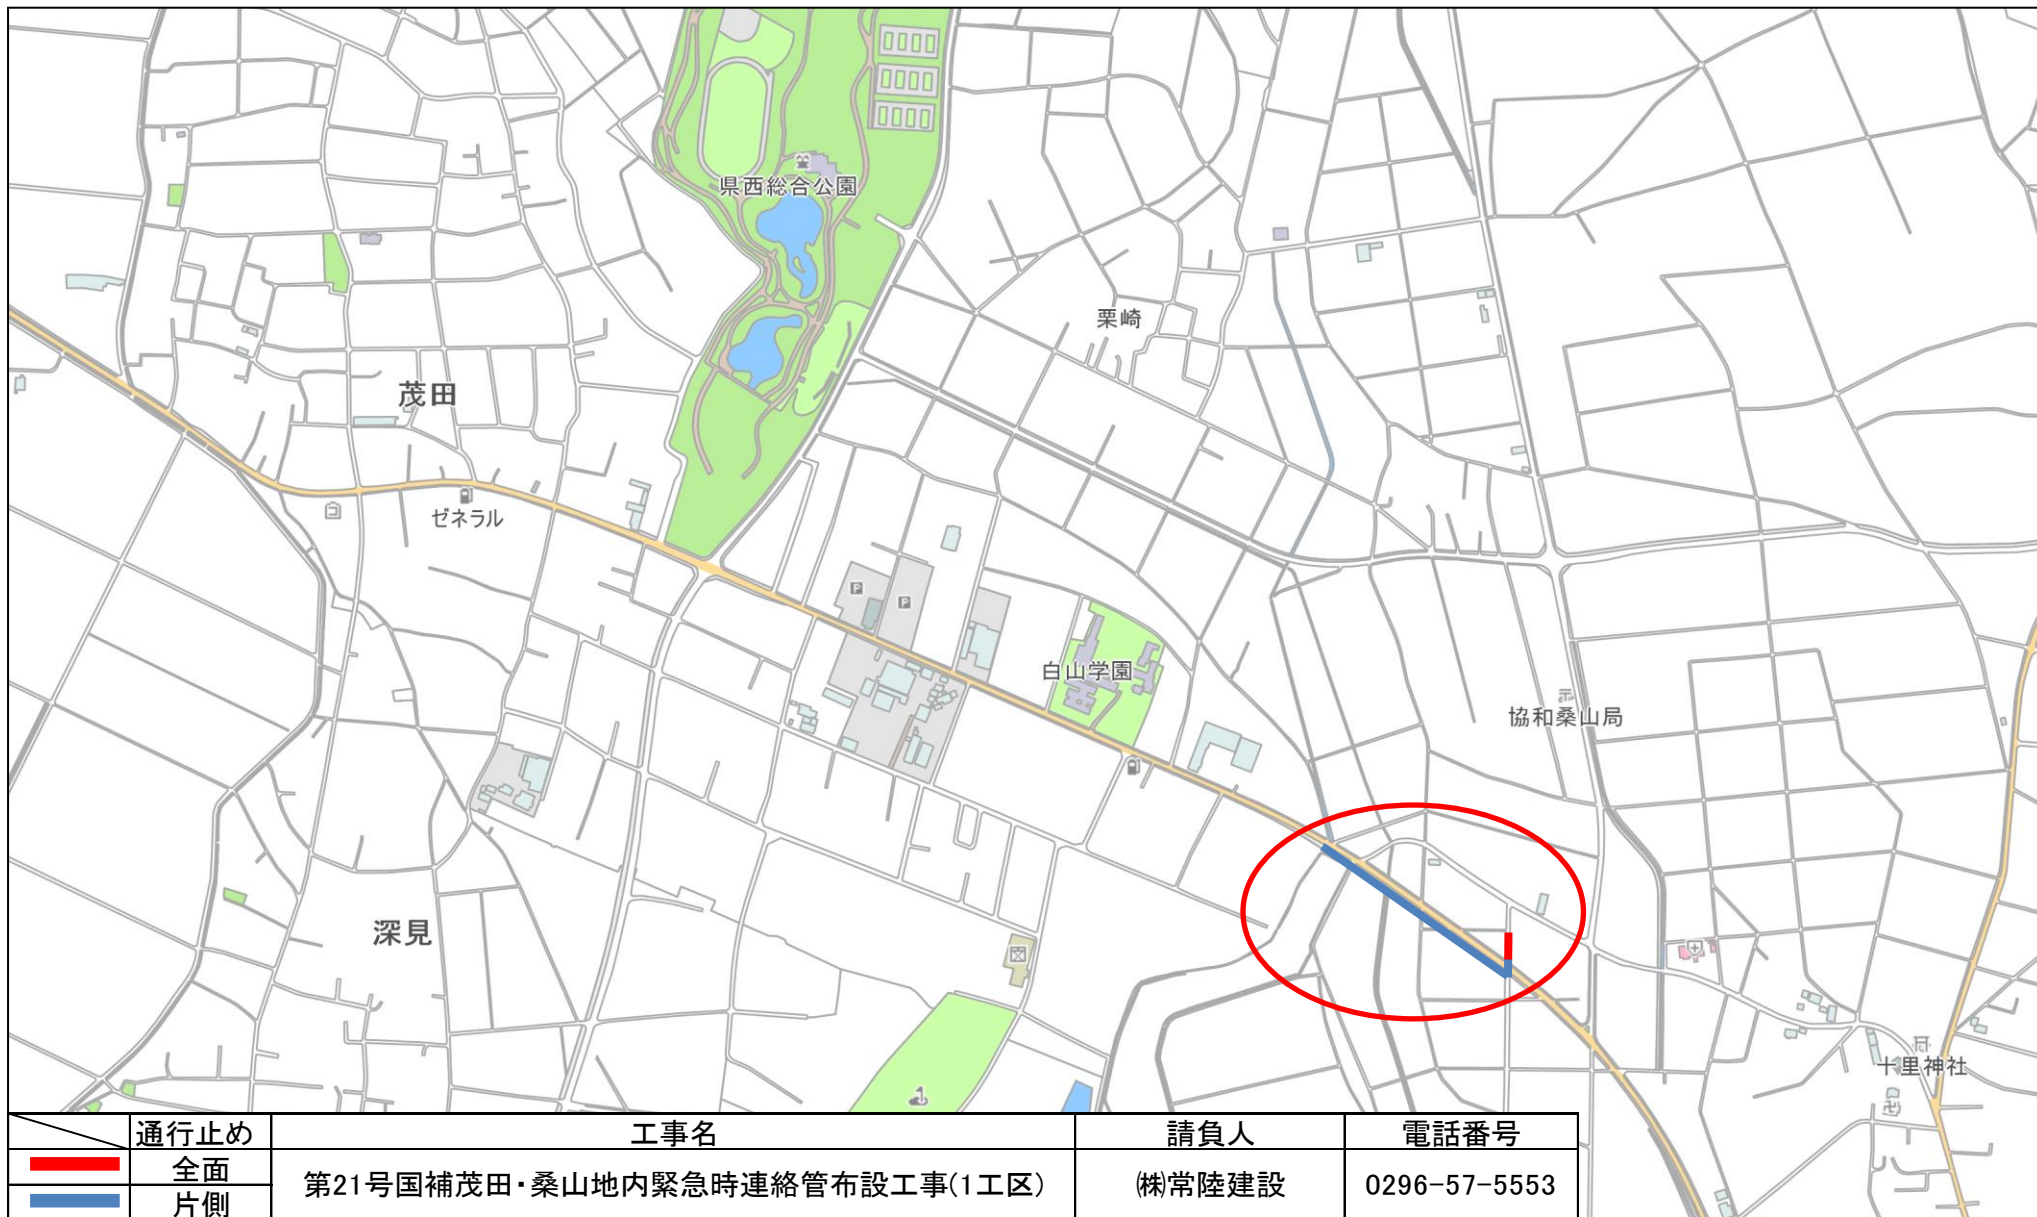 県西総合公園
栗崎
茂田
ゼネラル
P
P
白山学園
協和桑山局
深見
十里神社
通行止め 工事名 請負人 電話番号
全面
第21号国補茂田・桑山地内緊急時連絡管布設工事(1工区) ㈱常陸建設 0296-57-5553
片側